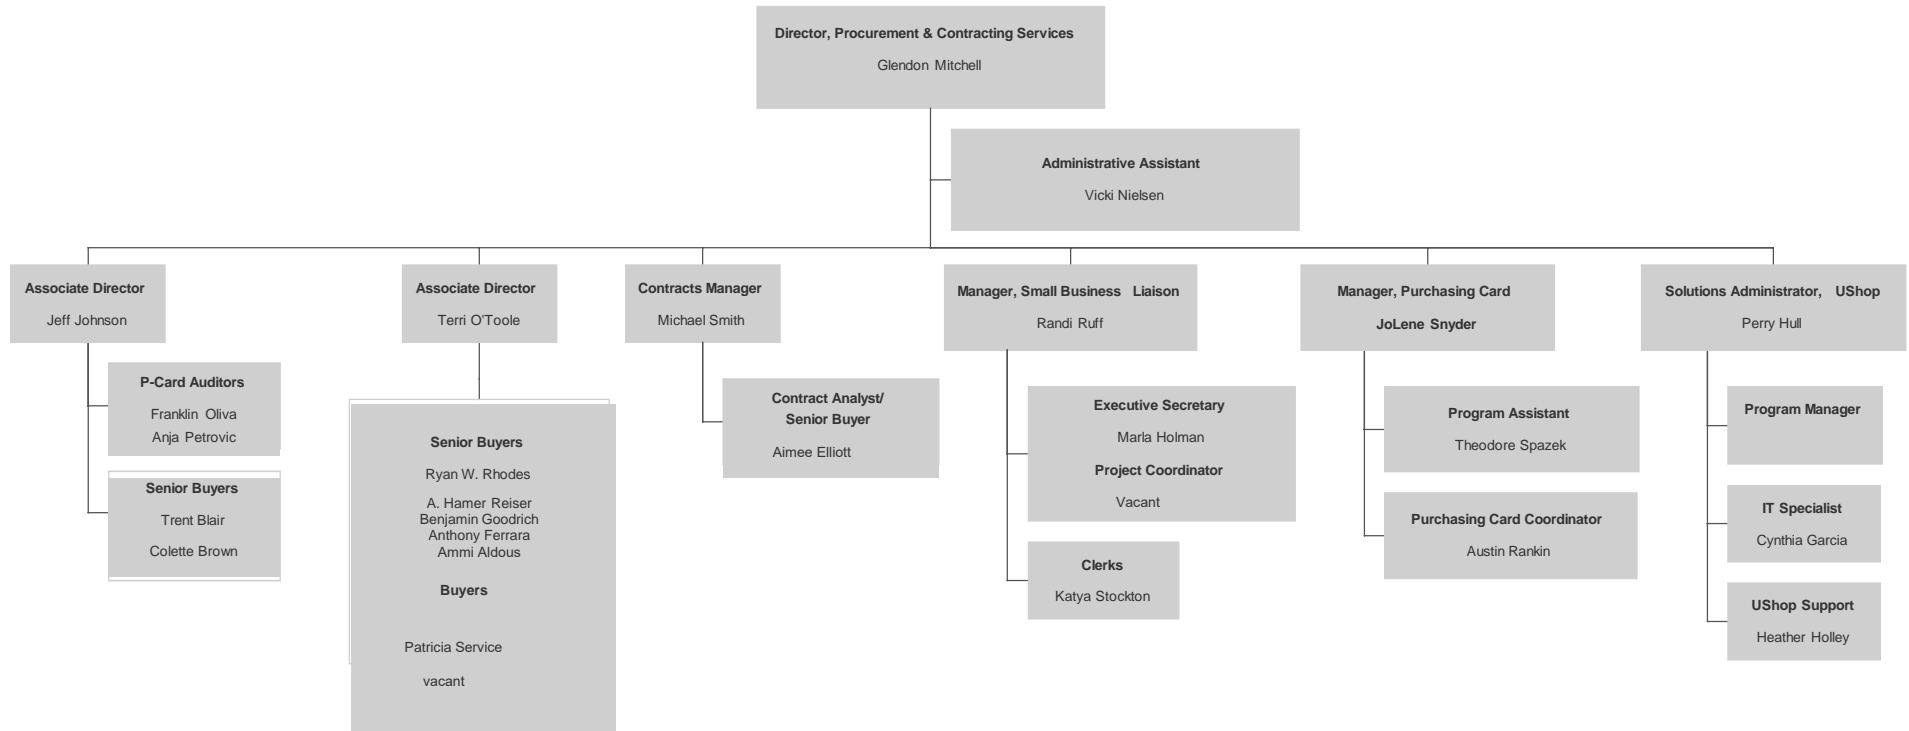 Director, Procurement & Contracting Services
Glendon Mitchell
Administrative Assistant
Vicki Nielsen
Associate Director
Jeff Johnson
P-Card Auditors
Franklin Oliva
Anja Petrovic
Senior Buyers
Trent Blair
Colette Brown
Associate Director
Terri O'Toole
Senior Buyers
Ryan W. Rhodes
A. Hamer Reiser
Benjamin Goodrich
Anthony Ferrara
Ammi Aldous
Buyers
Patricia Service
vacant
Contracts Manager
Michael Smith
Contract Analyst/
Senior Buyer
Aimee Elliott
Manager, Small Business Liaison
Randi Ruff
Executive Secretary
Marla Holman
Project Coordinator
Vacant
Clerks
Katya Stockton
Manager, Purchasing Card
JoLene Snyder
Program Assistant
Theodore Spazek
Purchasing Card Coordinator
Austin Rankin
Solutions Administrator, UShop
Perry Hull
Program Manager
IT Specialist
Cynthia Garcia
UShop Support
Heather Holley